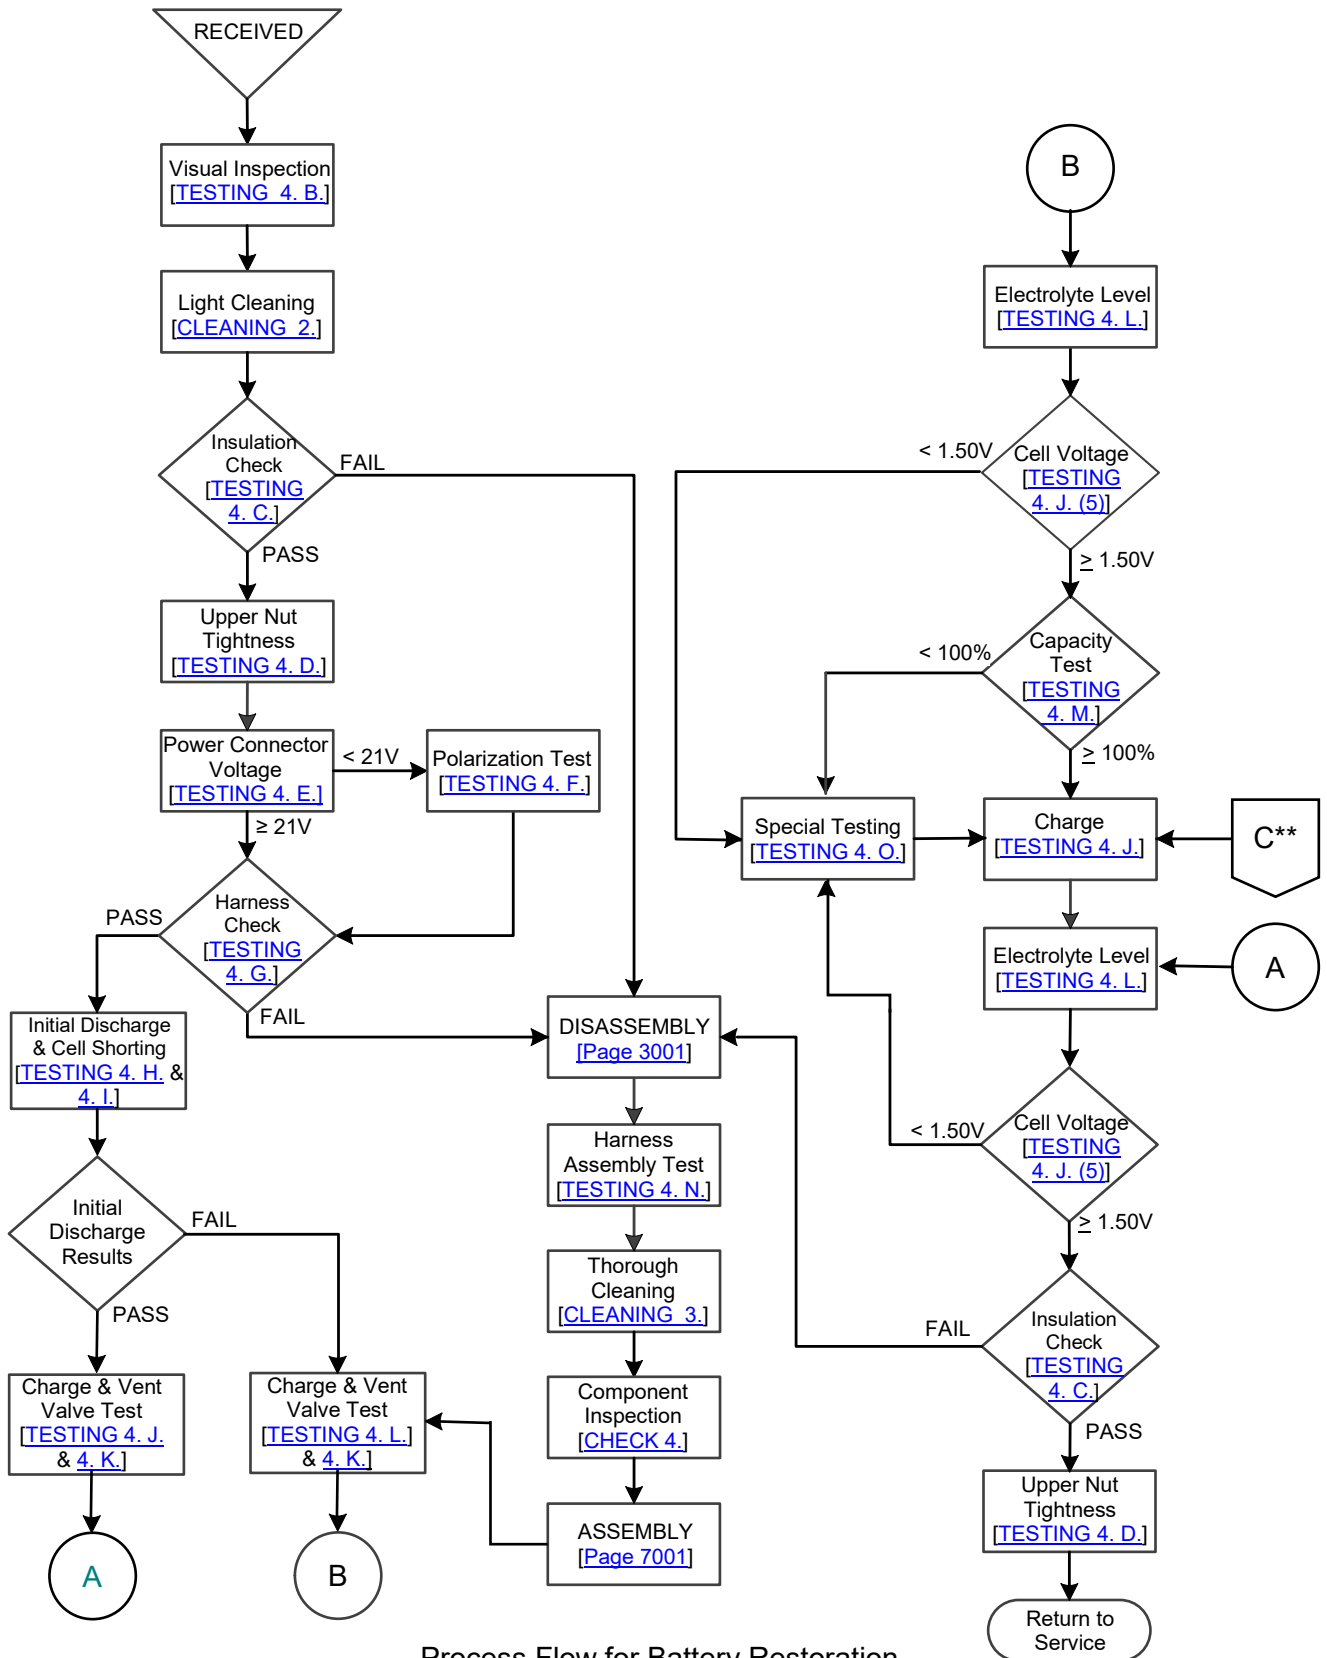 RECEIVED
Visual Inspection
[TESTING 4. B.]
Light Cleaning
[CLEANING 2.]
Insulation
Check
[TESTING
4. C.]
FAIL
PASS
Upper Nut
Tightness
[TESTING 4. D.]
Power Connector
Voltage
[TESTING 4. E.]
< 21V
Polarization Test
[TESTING 4. F.]
≥ 21V
Harness
Check
[TESTING
4. G.]
PASS
FAIL
Initial Discharge
& Cell Shorting
[TESTING 4. H. &
4. I.]
Initial
Discharge
Results
FAIL
PASS
Charge & Vent
Valve Test
[TESTING 4. J.
& 4. K.]
A
Charge & Vent
Valve Test
[TESTING 4. L.]
& 4. K.]
B
DISASSEMBLY
[Page 3001]
Harness
Assembly Test
[TESTING 4. N.]
Thorough
Cleaning
[CLEANING 3.]
Component
Inspection
[CHECK 4.]
ASSEMBLY
[Page 7001]
B
Electrolyte Level
[TESTING 4. L.]
Cell Voltage
[TESTING
4. J. (5)]
< 1.50V
≥ 1.50V
Capacity
Test
[TESTING
4. M.]
< 100%
≥ 100%
Special Testing
[TESTING 4. O.]
Charge
[TESTING 4. J.]
C**
Electrolyte Level
[TESTING 4. L.]
A
Cell Voltage
[TESTING
4. J. (5)]
< 1.50V
≥ 1.50V
Insulation
Check
[TESTING
4. C.]
FAIL
PASS
Upper Nut
Tightness
[TESTING 4. D.]
Return to
Service
Process Flow for Battery Restoration